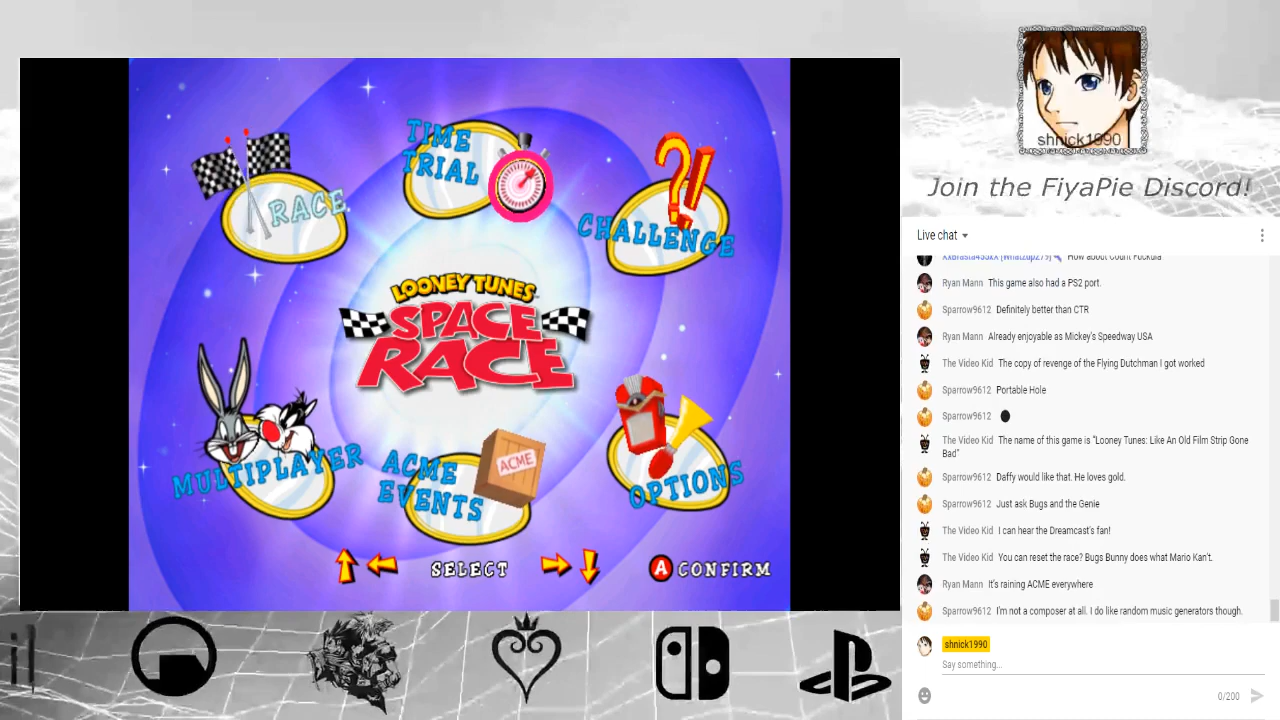 shnick1990
Join the FiyaPie Discord!
TIME
TRIAL
RACE
CHALLENGE
LOONEY TUNES
SPACE
RACE
MULTIPLAYER
ACME
EVENTS
ACME
OPTIONS
SELECT
A CONFIRM
Live chat
How about Count Fuckula
Ryan Mann This game also had a PS2 port.
Sparrow9612 Definitely better than CTR
Ryan Mann Already enjoyable as Mickey's Speedway USA
The Video Kid The copy of revenge of the Flying Dutchman I got worked
Sparrow9612 Portable Hole
Sparrow9612
The Video Kid The name of this game is "Looney Tunes: Like An Old Film Strip Gone
Bad"
Sparrow9612 Daffy would like that. He loves gold.
Sparrow9612 Just ask Bugs and the Genie
The Video Kid I can hear the Dreamcast's fan!
The Video Kid You can reset the race? Bugs Bunny does what Mario Kan't.
Ryan Mann It's raining ACME everywhere
Sparrow9612 I'm not a composer at all. I do like random music generators though.
shnick1990
Say something...
0/200